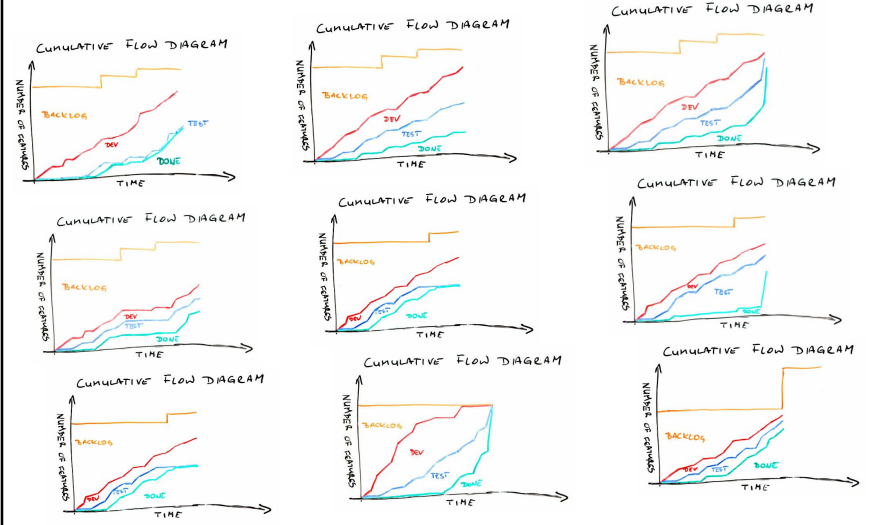 CUMULATIVE FLOW DIAGRAM
NUMBER OF FEATURES
BACKLOG
DEV
TEST
DONE
TIME
CUMULATIVE FLOW DIAGRAM
NUMBER OF FEATURES
BACKLOG
DEV
TEST
DONE
TIME
CUMULATIVE FLOW DIAGRAM
NUMBER OF FEATURES
BACKLOG
DEV
TEST
DONE
TIME
CUMULATIVE FLOW DIAGRAM
NUMBER OF FEATURES
BACKLOG
DEV
TEST
DONE
TIME
CUMULATIVE FLOW DIAGRAM
NUMBER OF FEATURES
BACKLOG
DEV
TEST
DONE
TIME
CUMULATIVE FLOW DIAGRAM
NUMBER OF FEATURES
BACKLOG
DEV
TEST
DONE
TIME
CUMULATIVE FLOW DIAGRAM
NUMBER OF FEATURES
BACKLOG
DEV
TEST
DONE
TIME
CUMULATIVE FLOW DIAGRAM
NUMBER OF FEATURES
BACKLOG
DEV
TEST
DONE
TIME
CUMULATIVE FLOW DIAGRAM
NUMBER OF FEATURES
BACKLOG
DEV
TEST
DONE
TIME